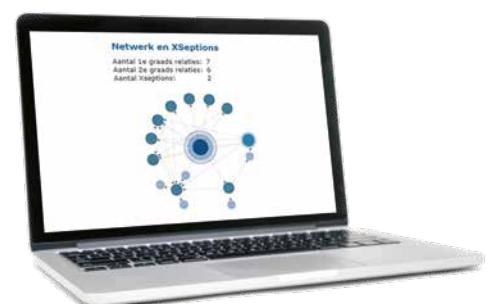 Netwerk en XSeptions
Aantal 1e graads relaties: 7
Aantal 2e graads relaties: 6
Aantal Xseptions: 2